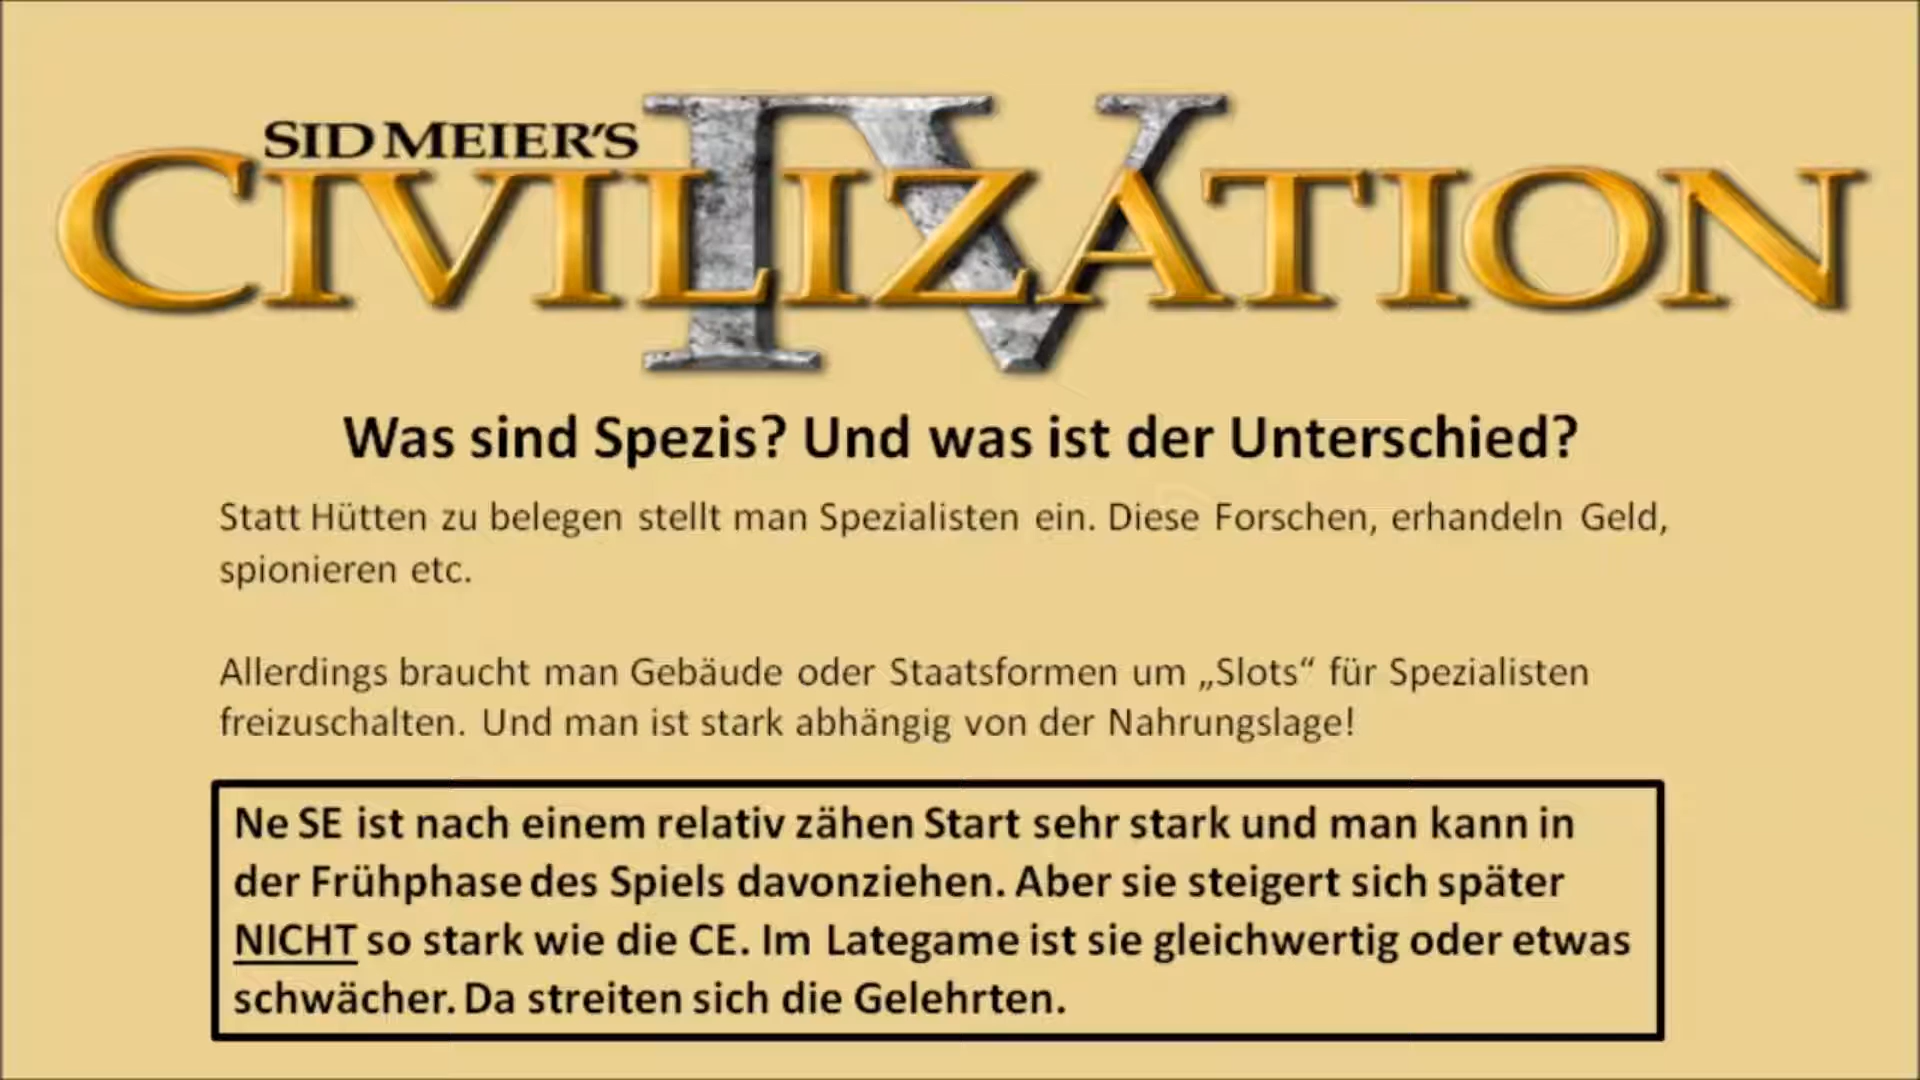 SID MEIER'S
CIVILIZATION
IV
Was sind Spezis? Und was ist der Unterschied?
Statt Hütten zu belegen stellt man Spezialisten ein. Diese Forschen, erhandeln Geld,
spionieren etc.
Allerdings braucht man Gebäude oder Staatsformen um „Slots“ für Spezialisten
freizuschalten. Und man ist stark abhängig von der Nahrungslage!
Ne SE ist nach einem relativ zähen Start sehr stark und man kann in
der Frühphase des Spiels davonziehen. Aber sie steigert sich später
NICHT so stark wie die CE. Im Lategame ist sie gleichwertig oder etwas
schwächer. Da streiten sich die Gelehrten.